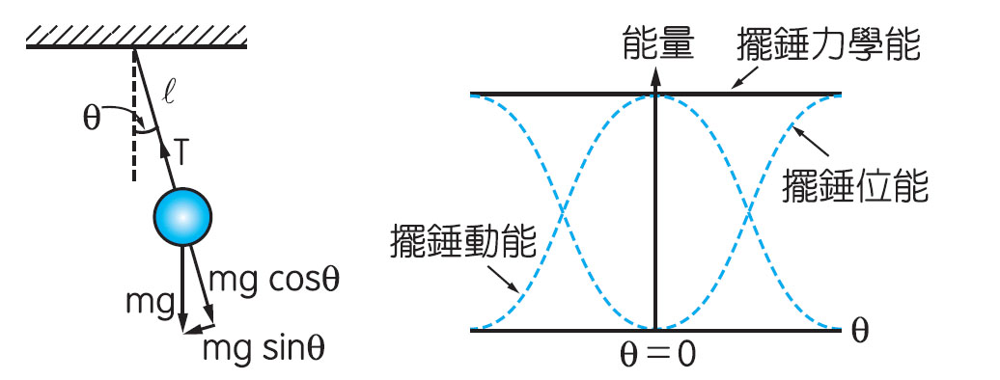 ℓ
θ
T
mg cosθ
mg
mg sinθ
能量
擺錘力學能
擺錘位能
擺錘動能
θ
θ = 0